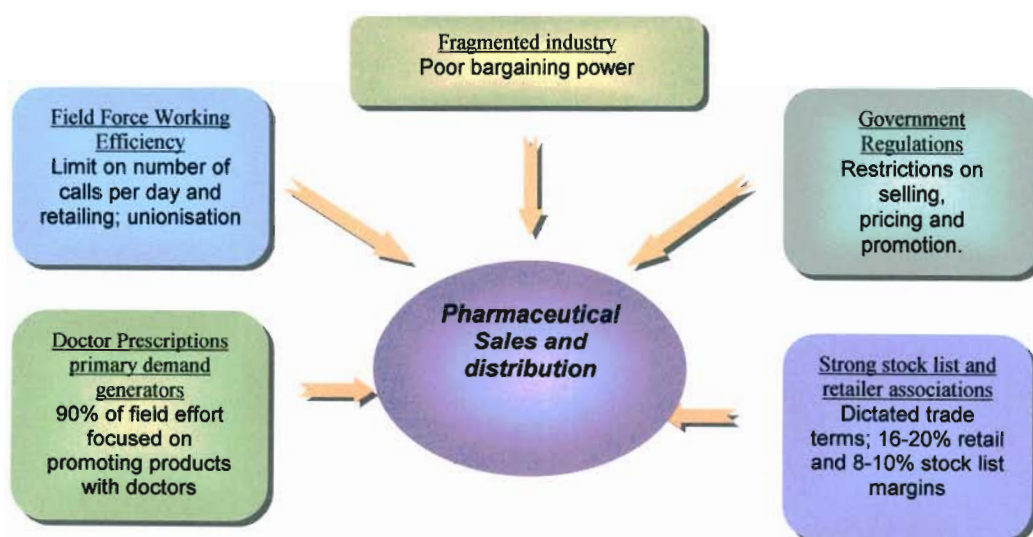 Fragmented industry
Poor bargaining power
Field Force Working
Efficiency
Limit on number of
calls per day and
retailing; unionisation
Government
Regulations
Restrictions on
selling,
pricing and
promotion.
Pharmaceutical
Sales and
distribution
Doctor Prescriptions
primary demand
generators
90% of field effort
focused on
promoting products
with doctors
Strong stock list and
retailer associations
Dictated trade
terms; 16-20% retail
and 8-10% stock list
margins